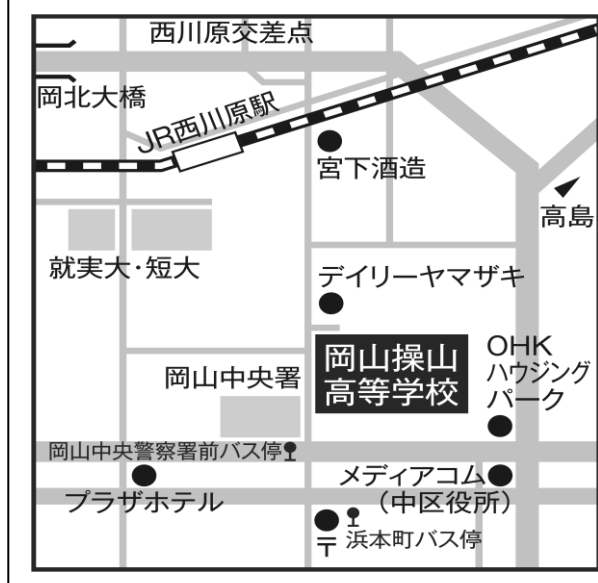 西川原交差点
岡北大橋
JR西川原駅
宮下酒造
高島
就実大・短大
デイリーヤマザキ
岡山操山
高等学校
OHK
ハウジング
パーク
岡山中央署
岡山中央警察署前バス停
プラザホテル
メディアコム
（中区役所）
〒
浜本町バス停